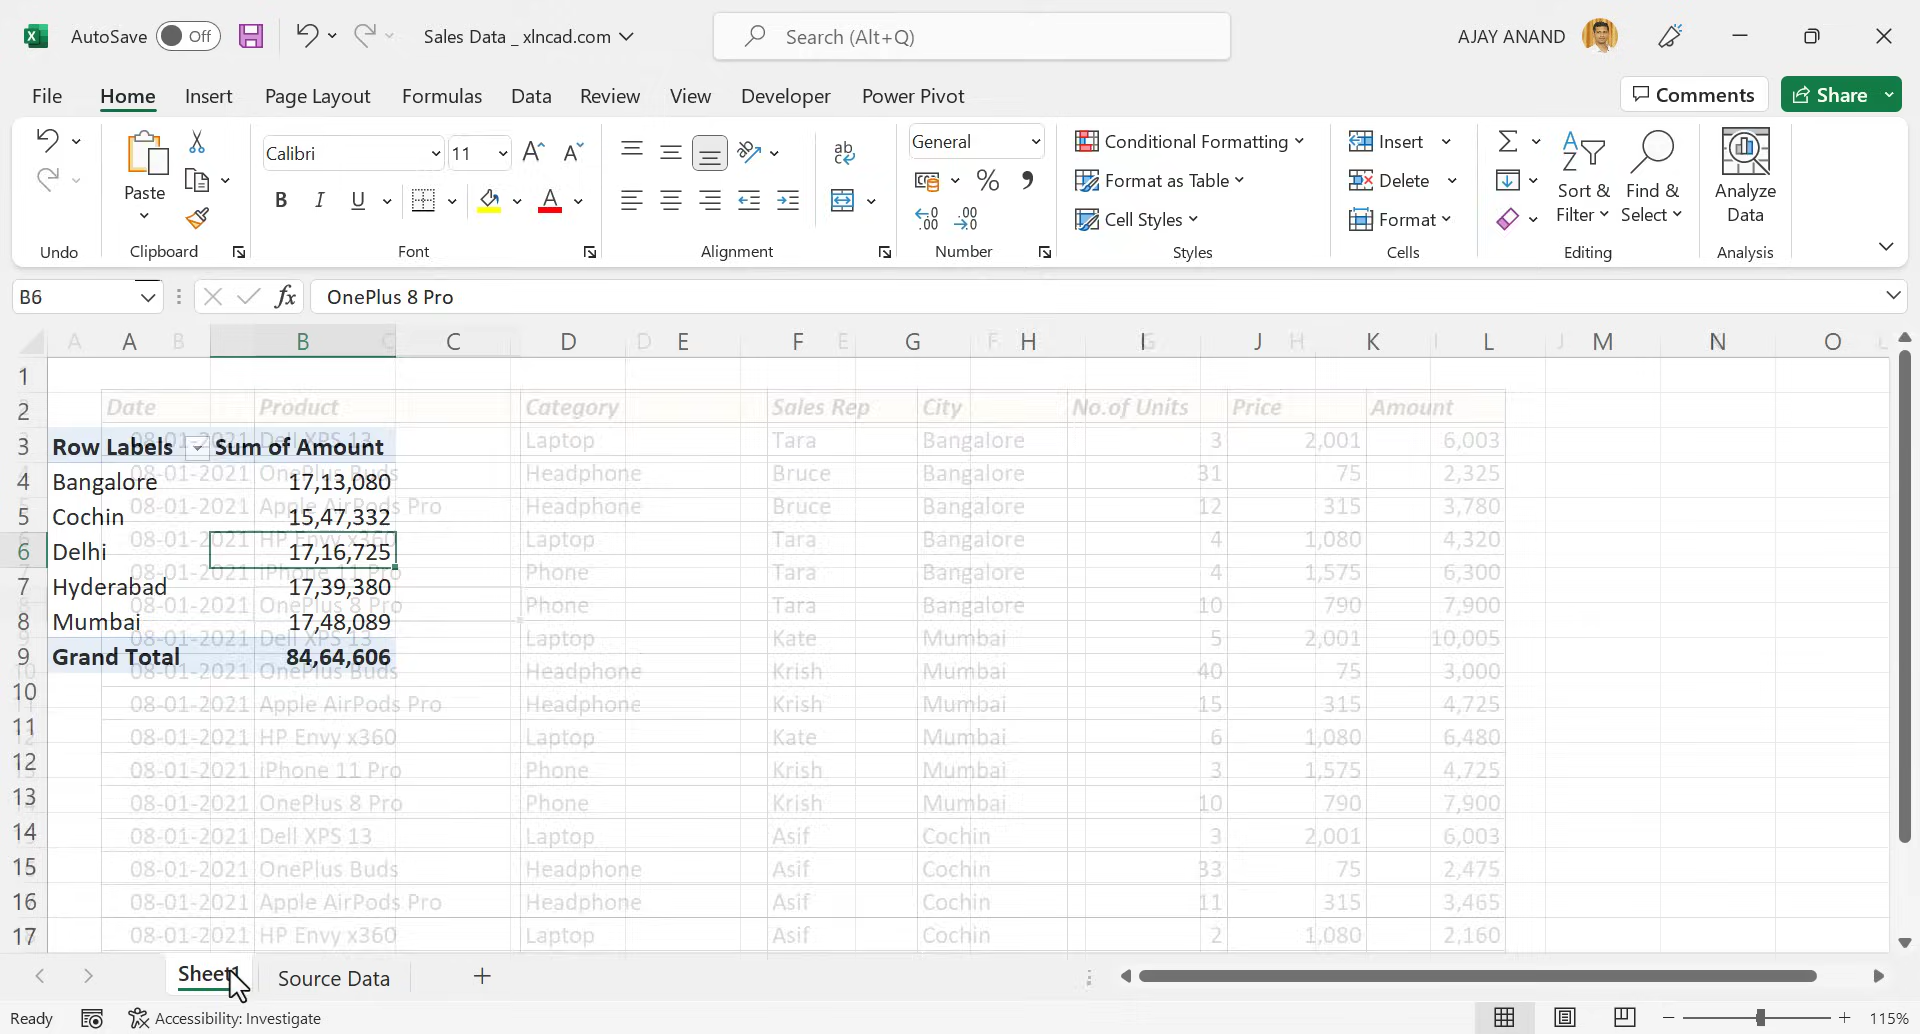 AutoSave Off Sales Data _ xlncad.com Search (Alt+Q) AJAY ANAND
File Home Insert Page Layout Formulas Data Review View Developer Power Pivot Comments Share
Paste Calibri 11 General Conditional Formatting Insert
Format as Table Delete
B I U % , Cell Styles Format
Sort & Filter Find & Select Analyze Data
Undo Clipboard Font Alignment Number Styles Cells Editing Analysis
B6 fx OnePlus 8 Pro
A B C D E F G H I J K L M N O
1
2 Date Product Category Sales Rep City No.of Units Price Amount
3 Row Labels Sum of Amount
08-01-2021 Dell XPS 13 Laptop Tara Bangalore 3 2,001 6,003
08-01-2021 OnePlus Buds Headphone Bruce Bangalore 31 75 2,325
4 Bangalore 17,13,080
08-01-2021 Apple AirPods Pro Headphone Bruce Bangalore 12 315 3,780
5 Cochin 15,47,332
08-01-2021 HP Envy x360 Laptop Tara Bangalore 4 1,080 4,320
6 Delhi 17,16,725
08-01-2021 iPhone 11 Pro Phone Tara Bangalore 4 1,575 6,300
7 Hyderabad 17,39,380
08-01-2021 OnePlus 8 Pro Phone Tara Bangalore 10 790 7,900
8 Mumbai 17,48,089
08-01-2021 Dell XPS 13 Laptop Kate Mumbai 5 2,001 10,005
9 Grand Total 84,64,606
08-01-2021 OnePlus Buds Headphone Krish Mumbai 40 75 3,000
10
08-01-2021 Apple AirPods Pro Headphone Krish Mumbai 15 315 4,725
11
08-01-2021 HP Envy x360 Laptop Kate Mumbai 6 1,080 6,480
12
08-01-2021 iPhone 11 Pro Phone Krish Mumbai 3 1,575 4,725
13
08-01-2021 OnePlus 8 Pro Phone Krish Mumbai 10 790 7,900
14
08-01-2021 Dell XPS 13 Laptop Asif Cochin 3 2,001 6,003
15
08-01-2021 OnePlus Buds Headphone Asif Cochin 33 75 2,475
16
08-01-2021 Apple AirPods Pro Headphone Asif Cochin 11 315 3,465
17
08-01-2021 HP Envy x360 Laptop Asif Cochin 2 1,080 2,160
Sheet1 Source Data
Ready Accessibility: Investigate 115%